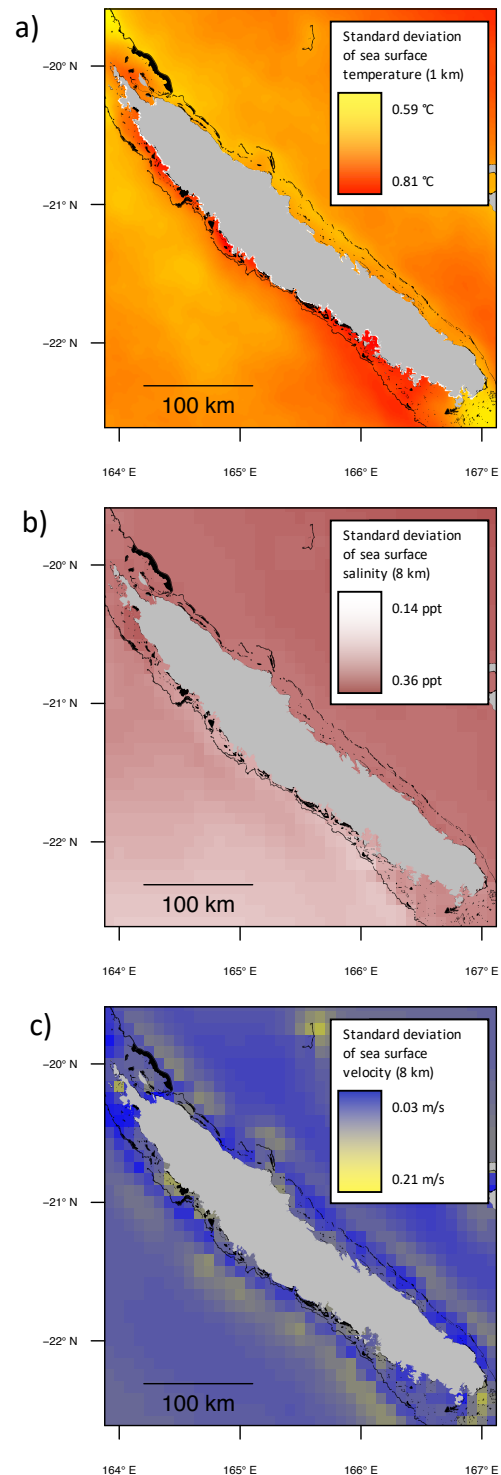 a)
Standard deviation
of sea surface
temperature (1 km)
0.59 ℃
0.81 ℃
−20° N
−21° N
−22° N
100 km
164° E
165° E
166° E
167° E
b)
Standard deviation
of sea surface
salinity (8 km)
0.14 ppt
0.36 ppt
−20° N
−21° N
−22° N
100 km
164° E
165° E
166° E
167° E
c)
Standard deviation
of sea surface
velocity (8 km)
0.03 m/s
0.21 m/s
−20° N
−21° N
−22° N
100 km
164° E
165° E
166° E
167° E